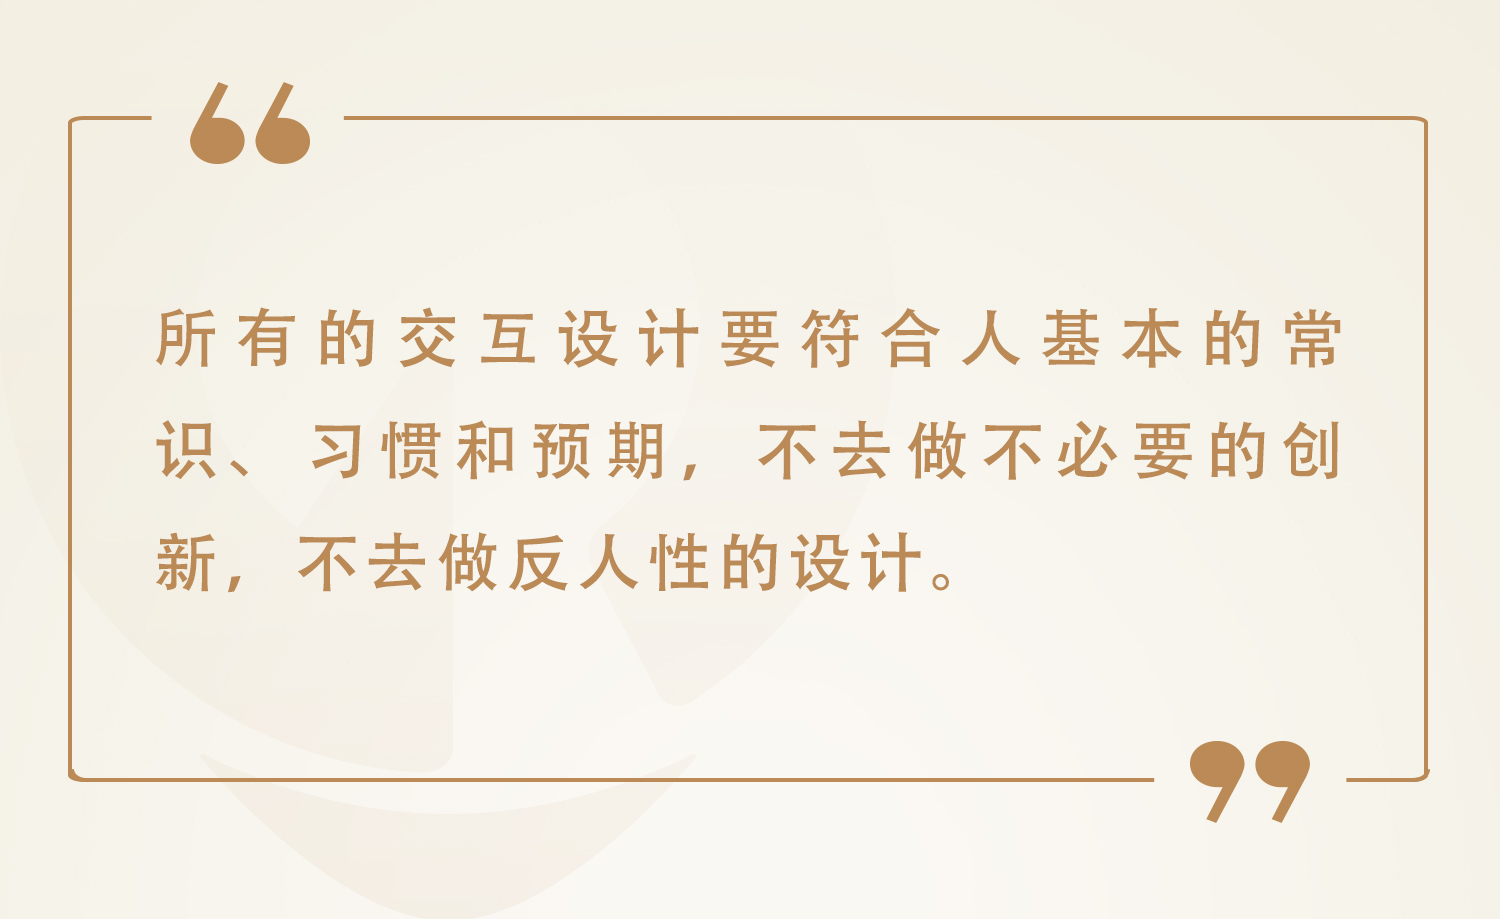 “
所有的交互设计要符合人基本的常
识、习惯和预期，不去做不必要的创
新，不去做反人性的设计。
”